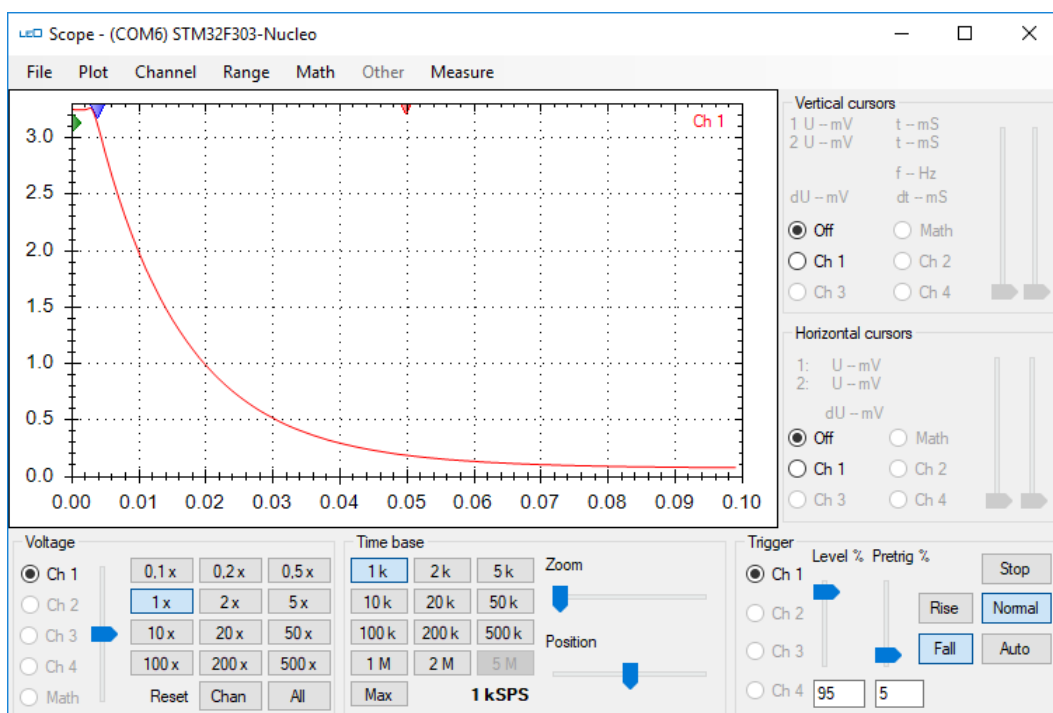 LEO Scope - (COM6) STM32F303-Nucleo
File Plot Channel Range Math Other Measure
Ch 1
3.0
2.5
2.0
1.5
1.0
0.5
0.0
0.00 0.01 0.02 0.03 0.04 0.05 0.06 0.07 0.08 0.09 0.10
Vertical cursors
1 U -- mV t -- mS
2 U -- mV t -- mS
f -- Hz
dU -- mV dt -- mS
Off Math
Ch 1 Ch 2
Ch 3 Ch 4
Horizontal cursors
1: U -- mV
2: U -- mV
dU -- mV
Off Math
Ch 1 Ch 2
Ch 3 Ch 4
Voltage
Ch 1 0,1 x 0,2 x 0,5 x
Ch 2 1 x 2 x 5 x
Ch 3 10 x 20 x 50 x
Ch 4 100 x 200 x 500 x
Math Reset Chan All
Time base
1 k 2 k 5 k Zoom
10 k 20 k 50 k
100 k 200 k 500 k Position
1 M 2 M 5 M
Max 1 kSPS
Trigger
Level % Pretrig %
Ch 1 Stop
Ch 2 Rise Normal
Ch 3 Fall Auto
Ch 4 95 5